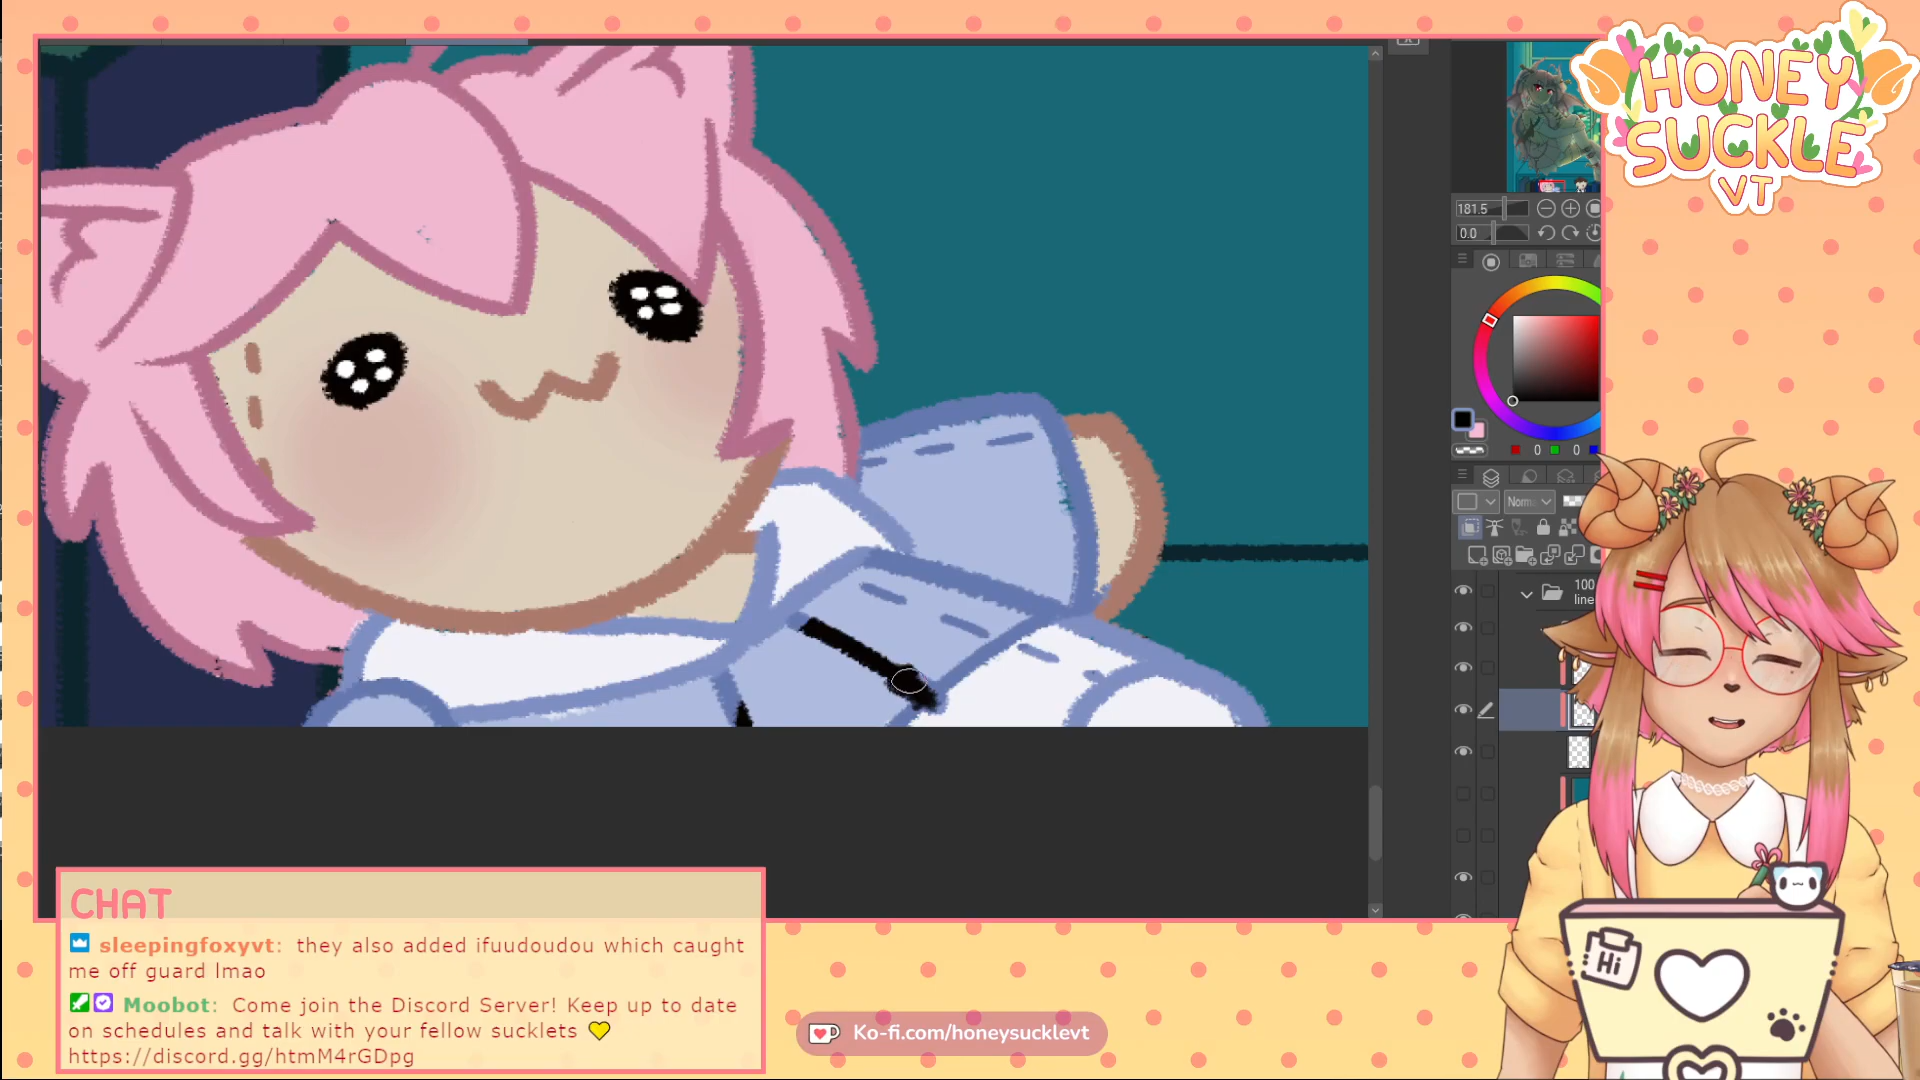 HONEY
SUCKLE
VT
181.5
0.0
0 0
Norm
100
line
Hi
CHAT
sleepingfoxyvt: they also added ifuudoudou which caught
me off guard lmao
Moobot: Come join the Discord Server! Keep up to date
on schedules and talk with your fellow sucklets 💛
https://discord.gg/htmM4rGDpg
Ko-fi.com/honeysucklevt